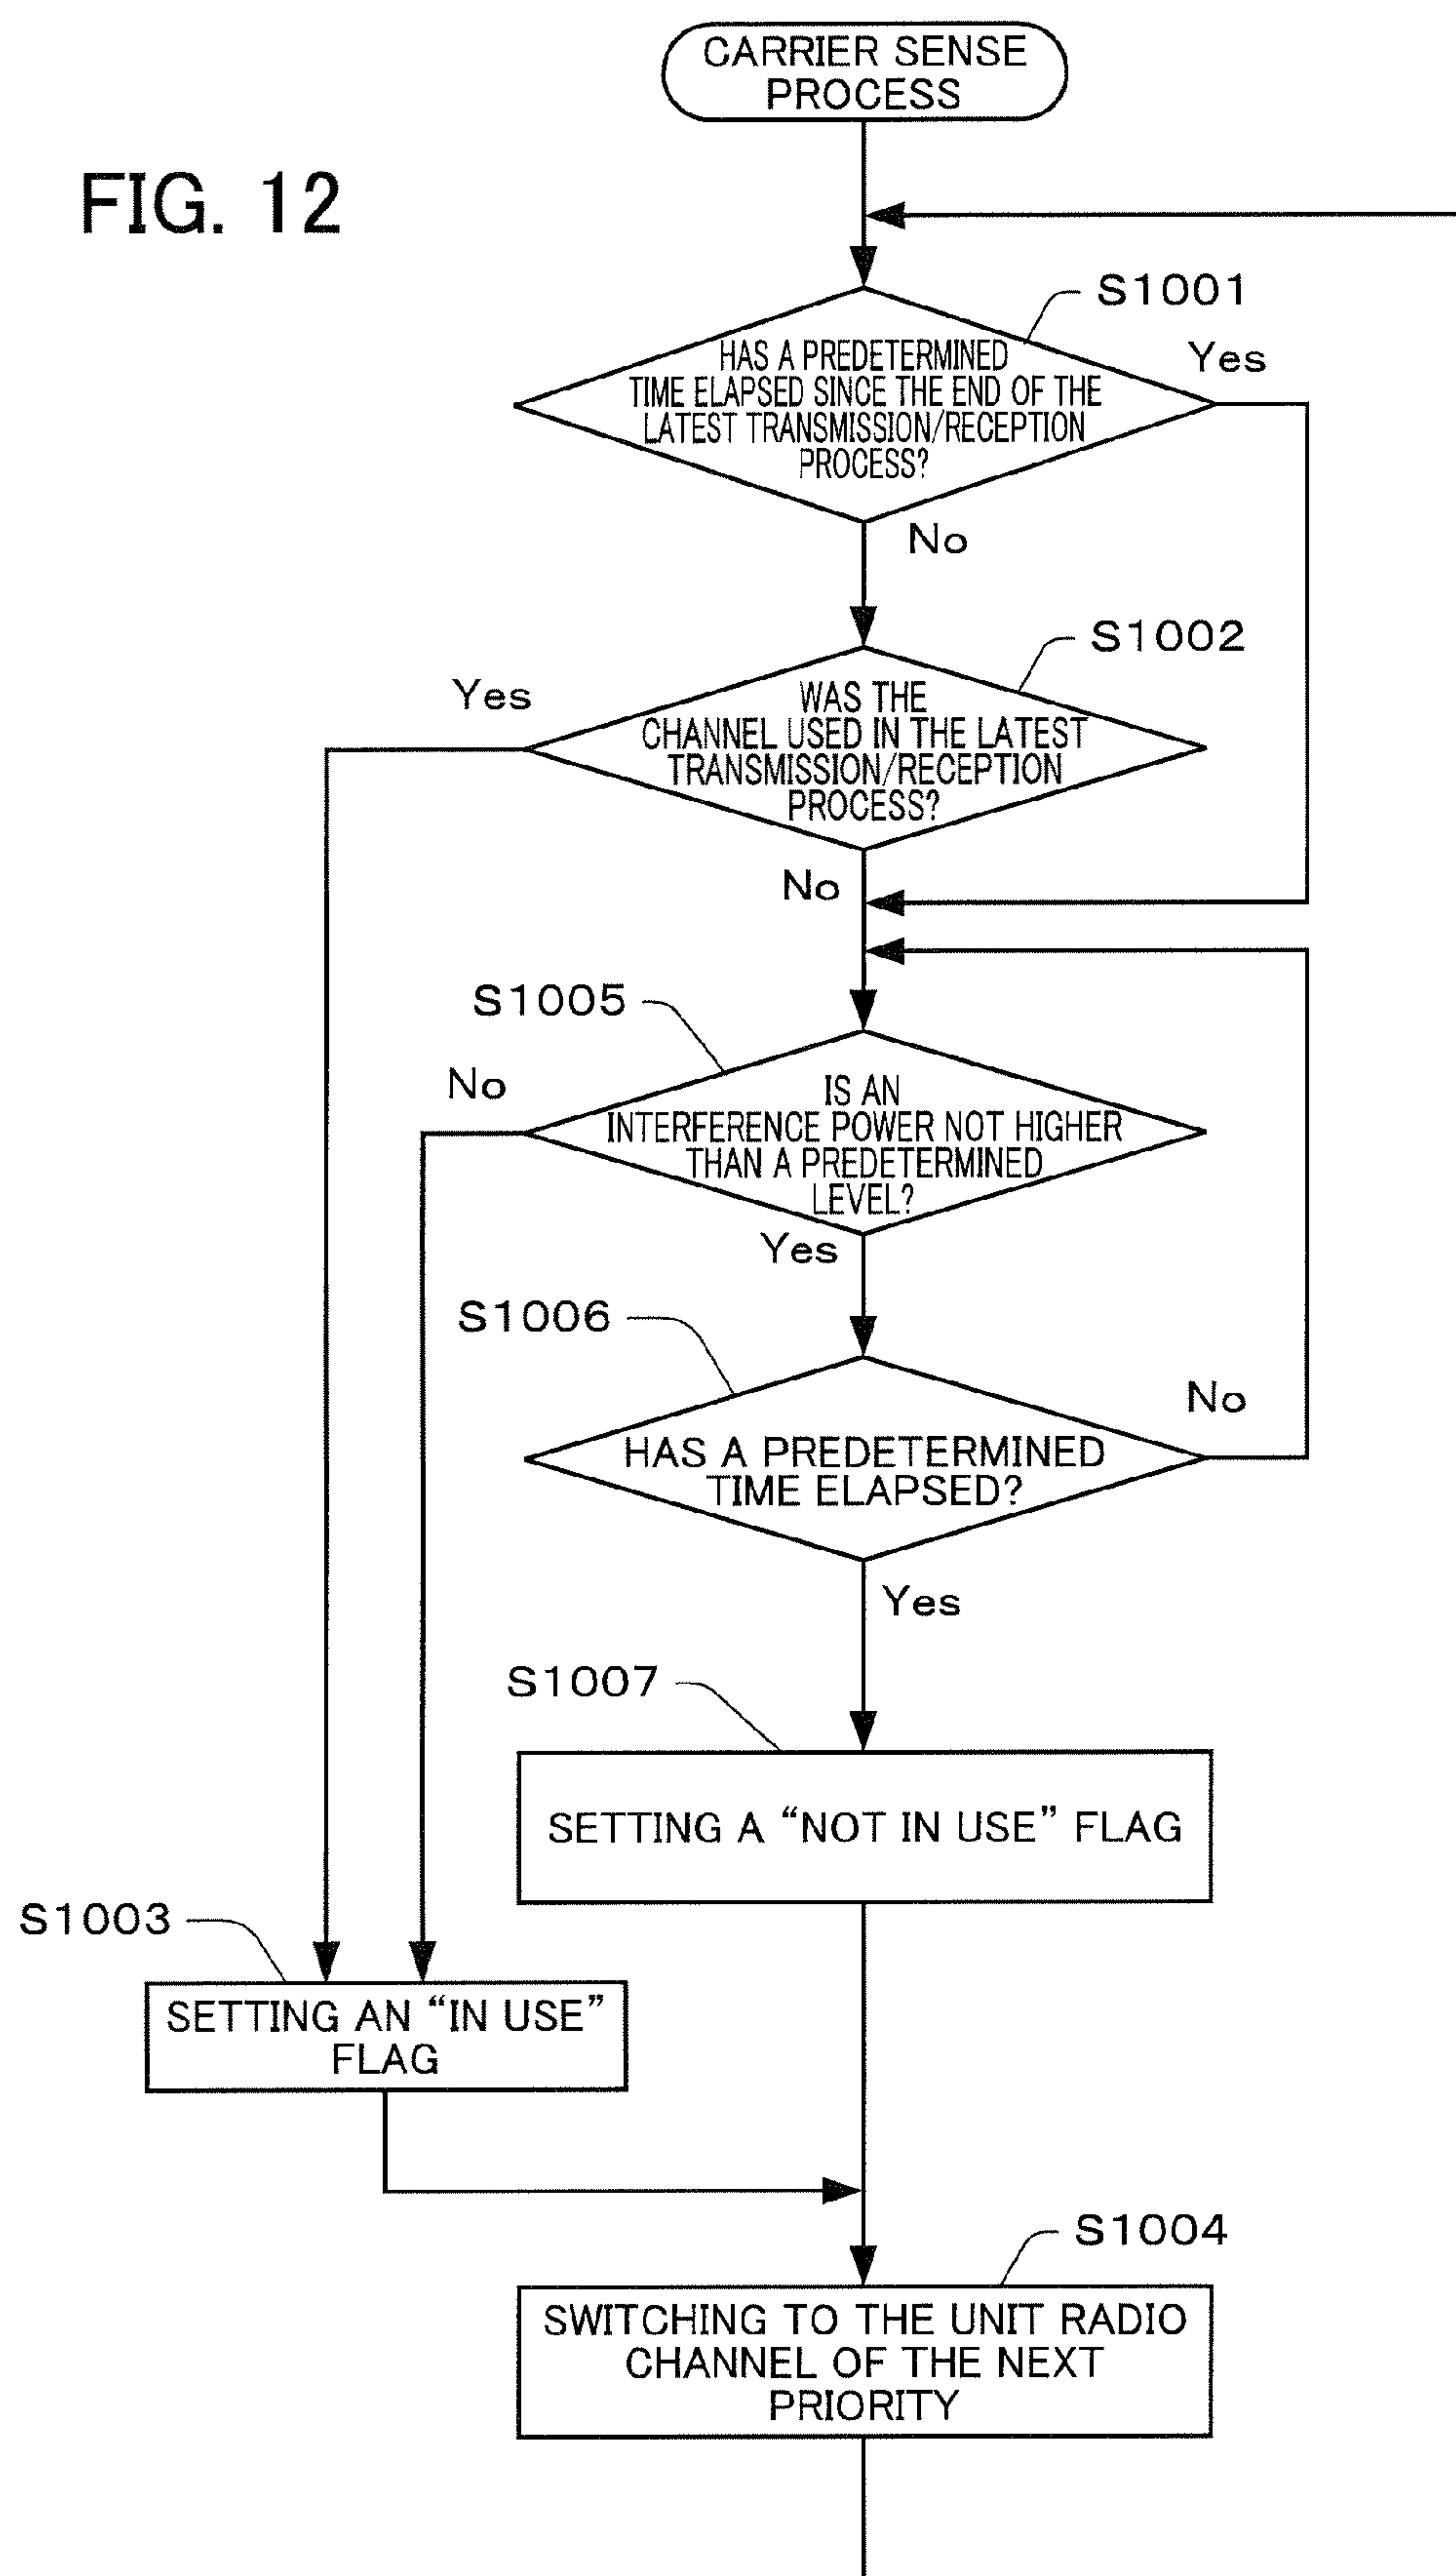 CARRIER SENSE
PROCESS
FIG. 12
S1001
HAS A PREDETERMINED
TIME ELAPSED SINCE THE END OF THE
LATEST TRANSMISSION/RECEPTION
PROCESS?
Yes
No
S1002
Yes
WAS THE
CHANNEL USED IN THE LATEST
TRANSMISSION/RECEPTION
PROCESS?
No
S1005
No
IS AN
INTERFERENCE POWER NOT HIGHER
THAN A PREDETERMINED
LEVEL?
Yes
S1006
No
HAS A PREDETERMINED
TIME ELAPSED?
Yes
S1007
SETTING A “NOT IN USE” FLAG
S1003
SETTING AN “IN USE”
FLAG
S1004
SWITCHING TO THE UNIT RADIO
CHANNEL OF THE NEXT
PRIORITY